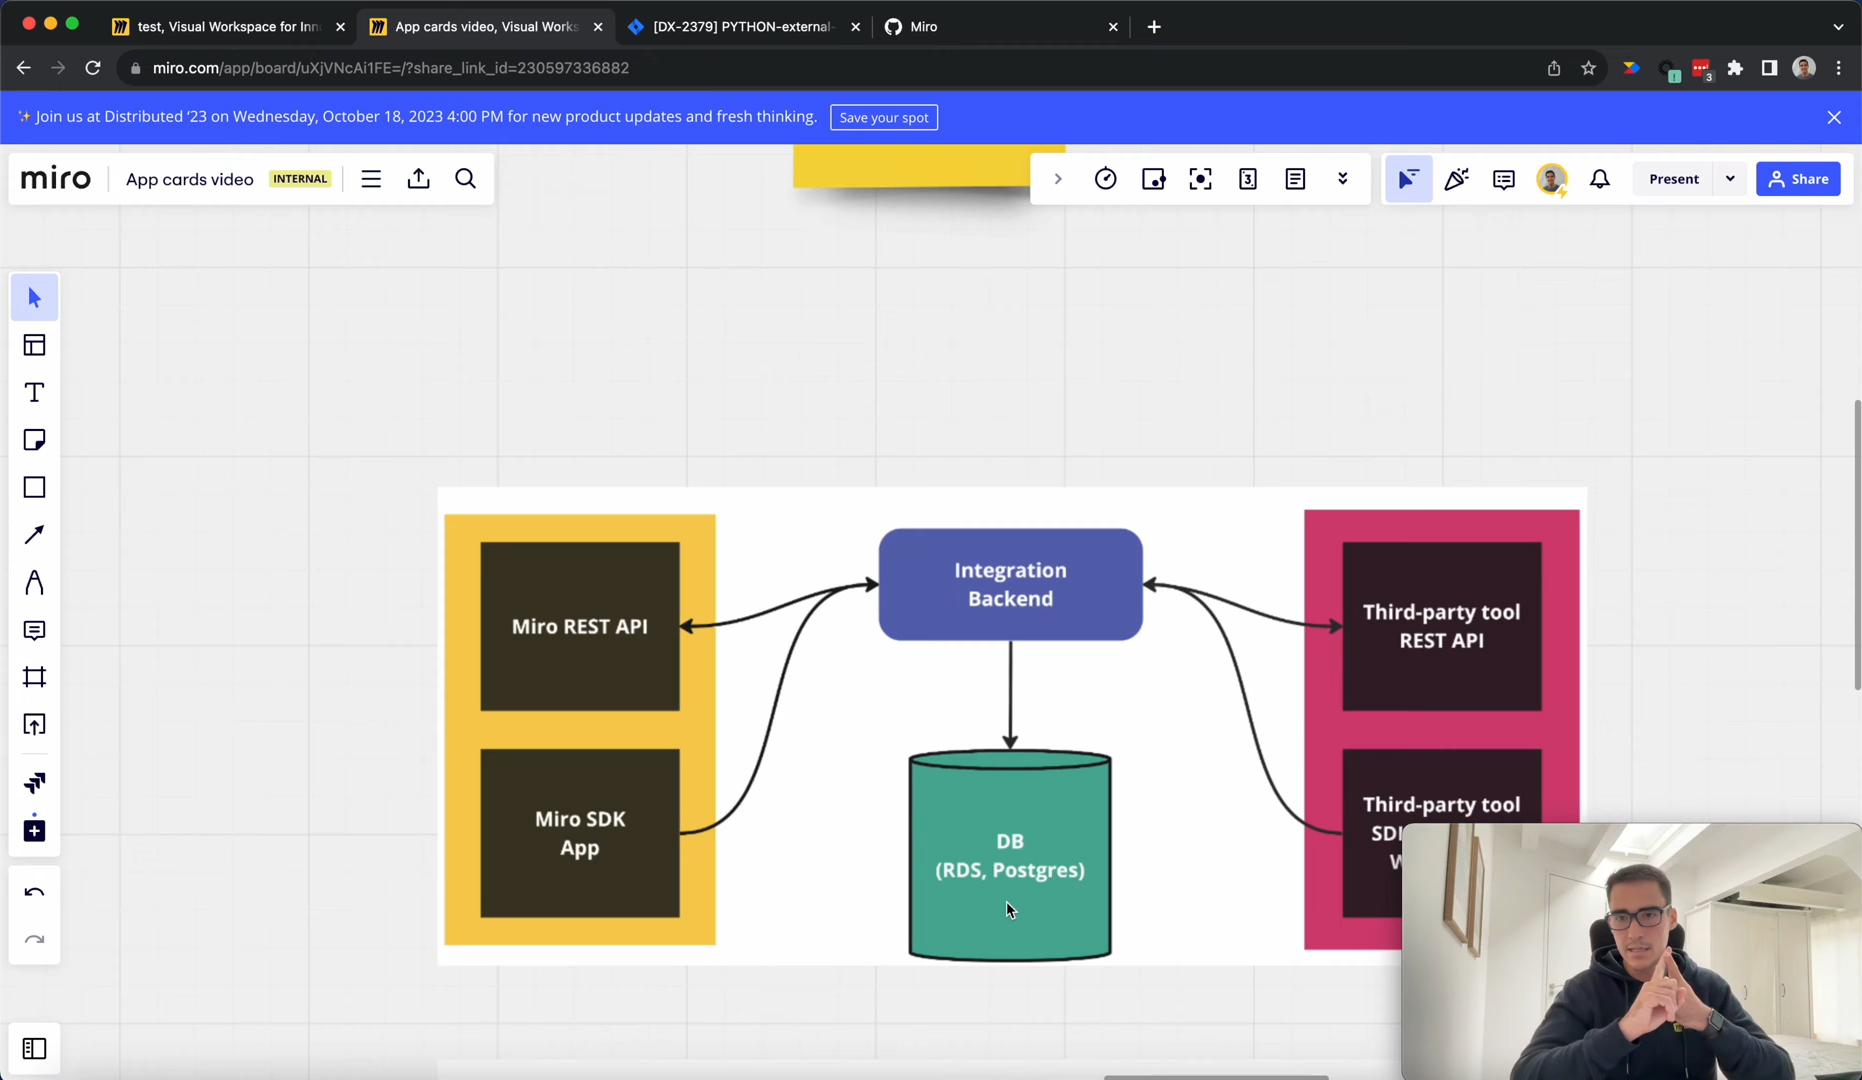 test, Visual Workspace for Inn
App cards video, Visual Works
[DX-2379] PYTHON-external-
Miro
miro.com/app/board/uXjVNcAi1FE=/?share_link_id=230597336882
3
✨ Join us at Distributed ‘23 on Wednesday, October 18, 2023 4:00 PM for new product updates and fresh thinking.
Save your spot
miro
App cards video
INTERNAL
3
Present
Share
Integration
Backend
Miro REST API
Third-party tool
REST API
Miro SDK
App
DB
(RDS, Postgres)
Third-party tool